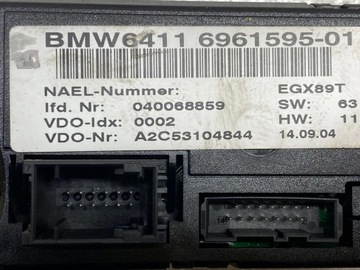 BMW6411 6961595-01
NAEL-Nummer: EGX89T
lfd. Nr: 040068859 SW: 63
VDO-Idx: 0002 HW: 11
VDO-Nr: A2C53104844 14.09.04